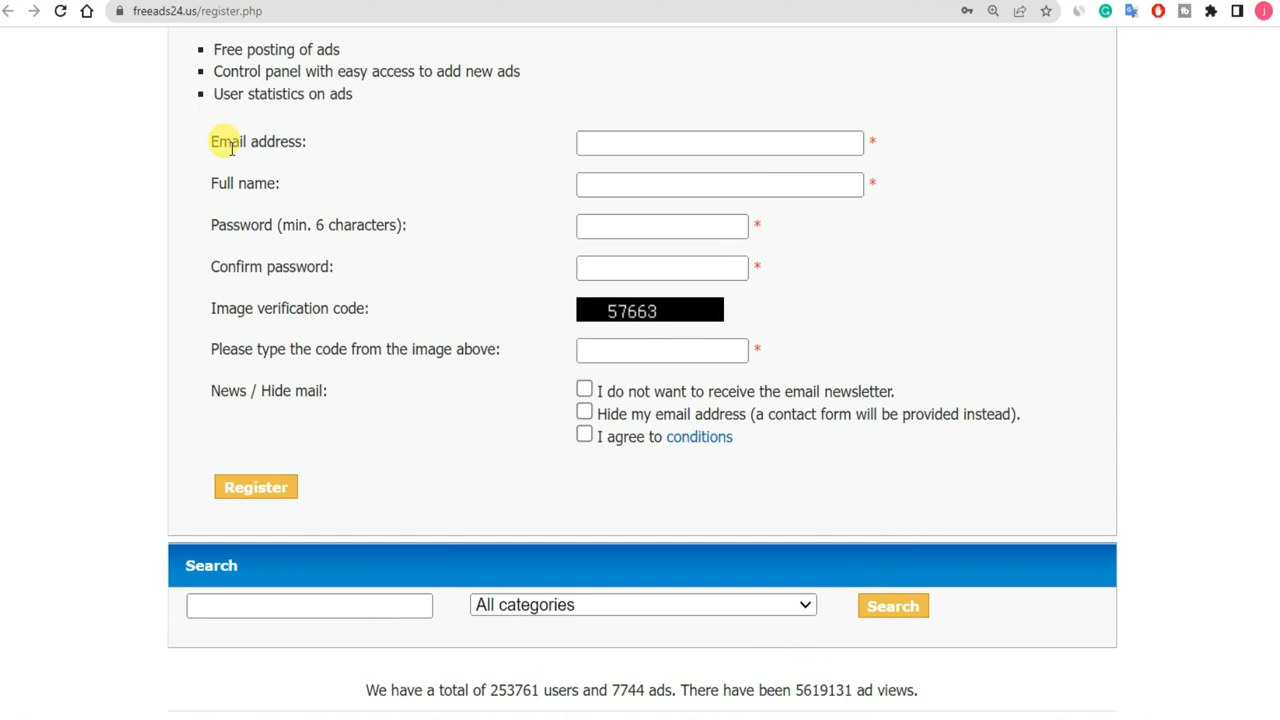 freeads24.us/register.php
j
Free posting of ads
Control panel with easy access to add new ads
User statistics on ads
Email address: *
Full name: *
Password (min. 6 characters): *
Confirm password: *
Image verification code: 57663
Please type the code from the image above: *
News / Hide mail: I do not want to receive the email newsletter.
Hide my email address (a contact form will be provided instead).
I agree to conditions
Register
Search
All categories Search
We have a total of 253761 users and 7744 ads. There have been 5619131 ad views.